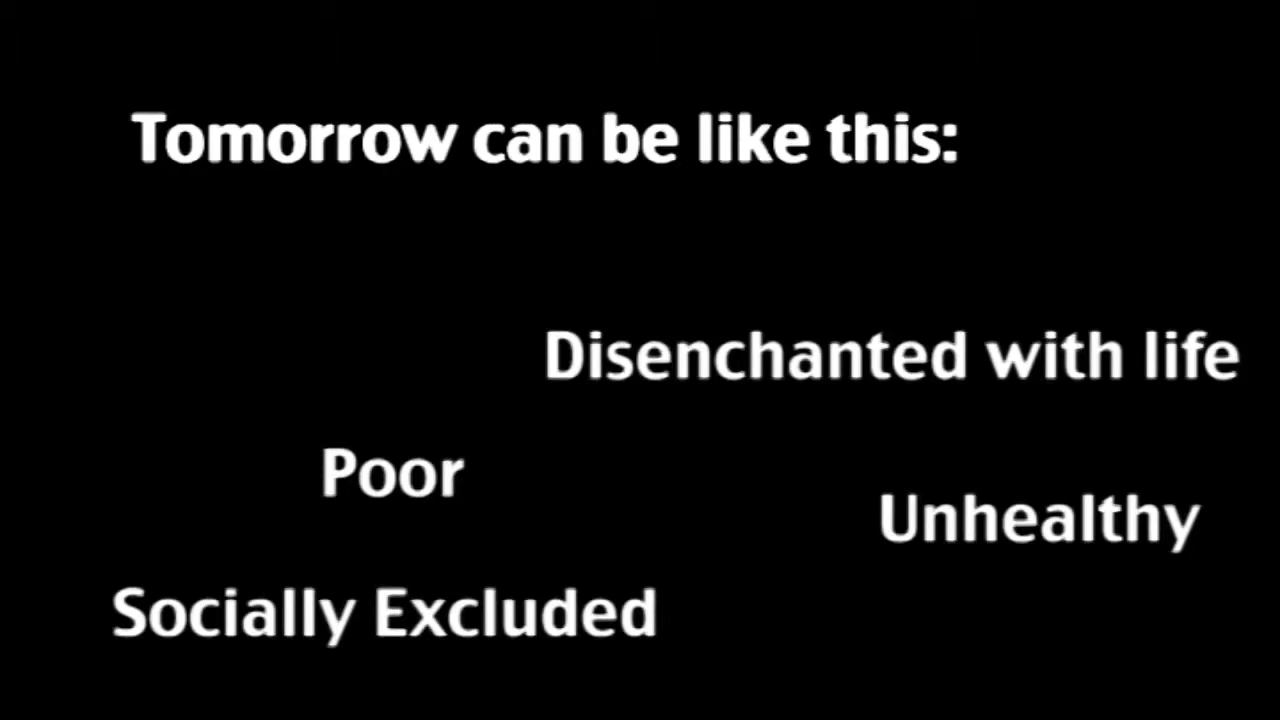 Tomorrow can be like this:
Disenchanted with life
Poor
Unhealthy
Socially Excluded